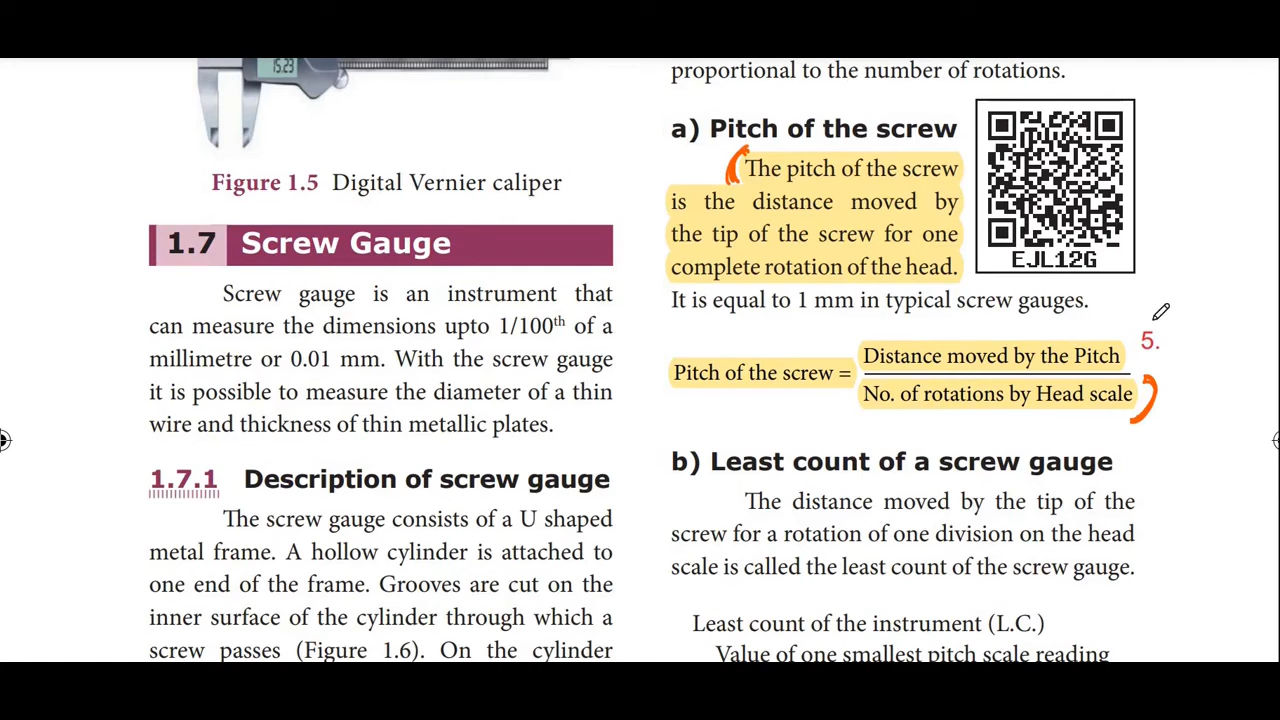 15.23
Figure 1.5 Digital Vernier caliper
1.7 Screw Gauge
Screw gauge is an instrument that
can measure the dimensions upto 1/100th of a
millimetre or 0.01 mm. With the screw gauge
it is possible to measure the diameter of a thin
wire and thickness of thin metallic plates.
1.7.1 Description of screw gauge
The screw gauge consists of a U shaped
metal frame. A hollow cylinder is attached to
one end of the frame. Grooves are cut on the
inner surface of the cylinder through which a
screw passes (Figure 1.6). On the cylinder
proportional to the number of rotations.
a) Pitch of the screw
The pitch of the screw
is the distance moved by
the tip of the screw for one
complete rotation of the head.
It is equal to 1 mm in typical screw gauges.
EJL12G
5.
Pitch of the screw = Distance moved by the Pitch
No. of rotations by Head scale
b) Least count of a screw gauge
The distance moved by the tip of the
screw for a rotation of one division on the head
scale is called the least count of the screw gauge.
Least count of the instrument (L.C.)
Value of one smallest pitch scale reading